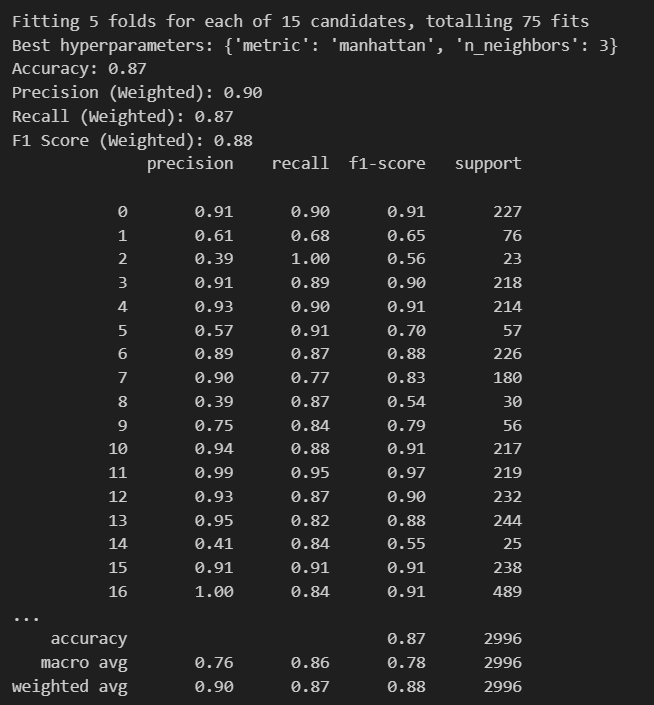 Fitting 5 folds for each of 15 candidates, totalling 75 fits
Best hyperparameters: {'metric': 'manhattan', 'n_neighbors': 3}
Accuracy: 0.87
Precision (Weighted): 0.90
Recall (Weighted): 0.87
F1 Score (Weighted): 0.88
precision recall f1-score support
0 0.91 0.90 0.91 227
1 0.61 0.68 0.65 76
2 0.39 1.00 0.56 23
3 0.91 0.89 0.90 218
4 0.93 0.90 0.91 214
5 0.57 0.91 0.70 57
6 0.89 0.87 0.88 226
7 0.90 0.77 0.83 180
8 0.39 0.87 0.54 30
9 0.75 0.84 0.79 56
10 0.94 0.88 0.91 217
11 0.99 0.95 0.97 219
12 0.93 0.87 0.90 232
13 0.95 0.82 0.88 244
14 0.41 0.84 0.55 25
15 0.91 0.91 0.91 238
16 1.00 0.84 0.91 489
...
accuracy 0.87 2996
macro avg 0.76 0.86 0.78 2996
weighted avg 0.90 0.87 0.88 2996